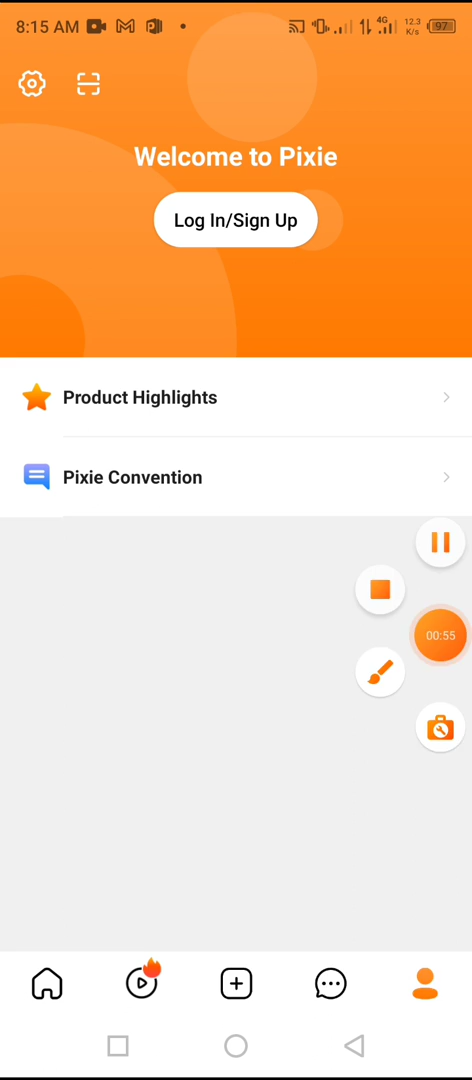 8:15 AM 4G 12.3 K/s 97
Welcome to Pixie
Log In/Sign Up
Product Highlights
Pixie Convention
00:55